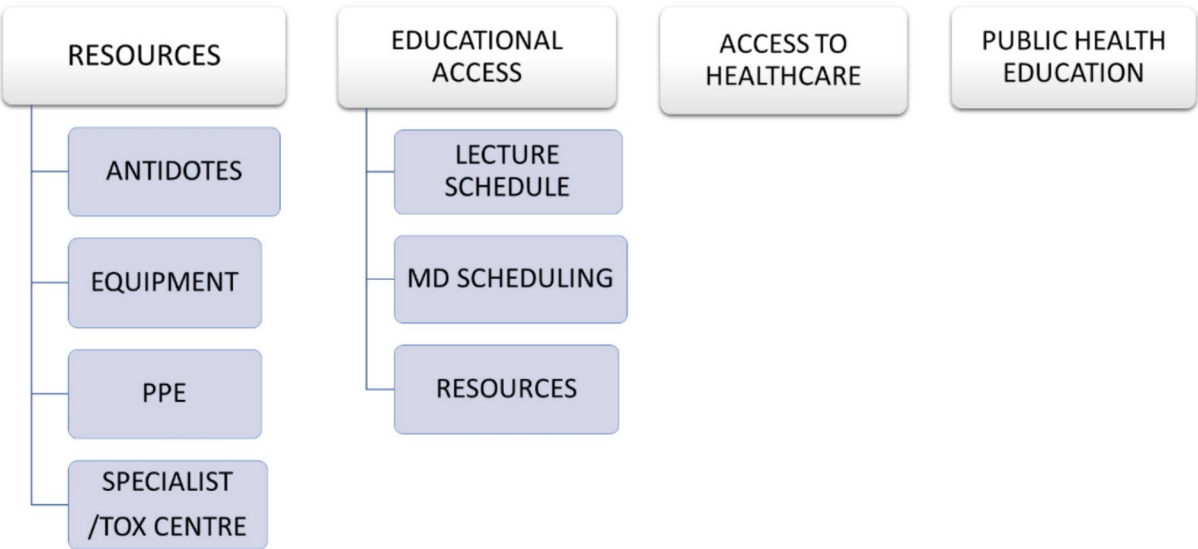 RESOURCES
ANTIDOTES
EQUIPMENT
PPE
SPECIALIST
/TOX CENTRE
EDUCATIONAL
ACCESS
LECTURE
SCHEDULE
MD SCHEDULING
RESOURCES
ACCESS TO
HEALTHCARE
PUBLIC HEALTH
EDUCATION